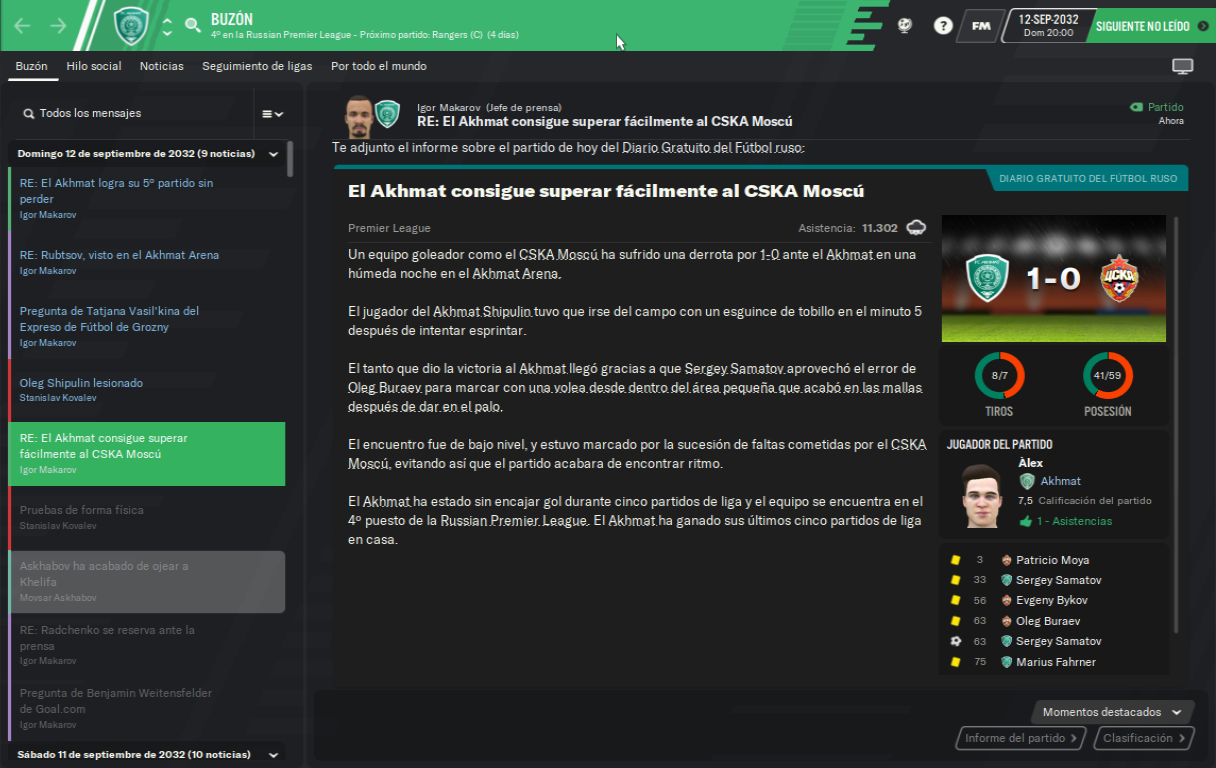 BUZÓN
4º en la Russian Premier League - Próximo partido: Rangers (C) (4 días)
?
FM
12-SEP-2032
Dom 20:00
SIGUIENTE NO LEÍDO
Buzón
Hilo social
Noticias
Seguimiento de ligas
Por todo el mundo
Todos los mensajes
Domingo 12 de septiembre de 2032 (9 noticias)
RE: El Akhmat logra su 5º partido sin
perder
Igor Makarov
RE: Rubtsov, visto en el Akhmat Arena
Igor Makarov
Pregunta de Tatjana Vasil'kina del
Expreso de Fútbol de Grozny
Igor Makarov
Oleg Shipulin lesionado
Stanislav Kovalev
RE: El Akhmat consigue superar
fácilmente al CSKA Moscú
Igor Makarov
Pruebas de forma física
Stanislav Kovalev
Askhabov ha acabado de ojear a
Khelifa
Movsar Askhabov
RE: Radchenko se reserva ante la
prensa
Igor Makarov
Pregunta de Benjamin Weitensfelder
de Goal.com
Igor Makarov
Sábado 11 de septiembre de 2032 (10 noticias)
Igor Makarov (Jefe de prensa)
RE: El Akhmat consigue superar fácilmente al CSKA Moscú
Partido
Ahora
Te adjunto el informe sobre el partido de hoy del Diario Gratuito del Fútbol ruso:
DIARIO GRATUITO DEL FÚTBOL RUSO
El Akhmat consigue superar fácilmente al CSKA Moscú
Premier League
Asistencia: 11.302
Un equipo goleador como el CSKA Moscú ha sufrido una derrota por 1-0 ante el Akhmat en una
húmeda noche en el Akhmat Arena.
El jugador del Akhmat Shipulin tuvo que irse del campo con un esguince de tobillo en el minuto 5
después de intentar esprintar.
El tanto que dio la victoria al Akhmat llegó gracias a que Sergey Samatov aprovechó el error de
Oleg Buraev para marcar con una volea desde dentro del área pequeña que acabó en las mallas
después de dar en el palo.
El encuentro fue de bajo nivel, y estuvo marcado por la sucesión de faltas cometidas por el CSKA
Moscú, evitando así que el partido acabara de encontrar ritmo.
El Akhmat ha estado sin encajar gol durante cinco partidos de liga y el equipo se encuentra en el
4º puesto de la Russian Premier League. El Akhmat ha ganado sus últimos cinco partidos de liga
en casa.
1-0
ЦСКА
8/7
TIROS
41/59
POSESIÓN
JUGADOR DEL PARTIDO
Àlex
Akhmat
7,5 Calificación del partido
1 - Asistencias
3 Patricio Moya
33 Sergey Samatov
56 Evgeny Bykov
63 Oleg Buraev
63 Sergey Samatov
75 Marius Fahrner
Momentos destacados
Informe del partido
Clasificación